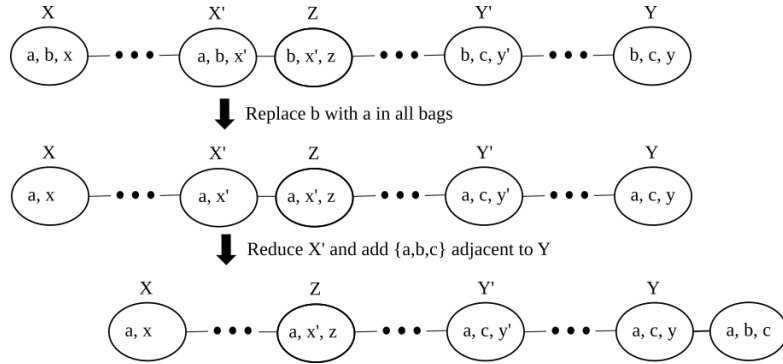 X X' Z Y' Y
a, b, x a, b, x' b, x', z b, c, y' b, c, y
Replace b with a in all bags
X X' Z Y' Y
a, x a, x' a, x', z a, c, y' a, c, y
Reduce X' and add {a,b,c} adjacent to Y
X Z Y' Y
a, x a, x', z a, c, y' a, c, y a, b, c